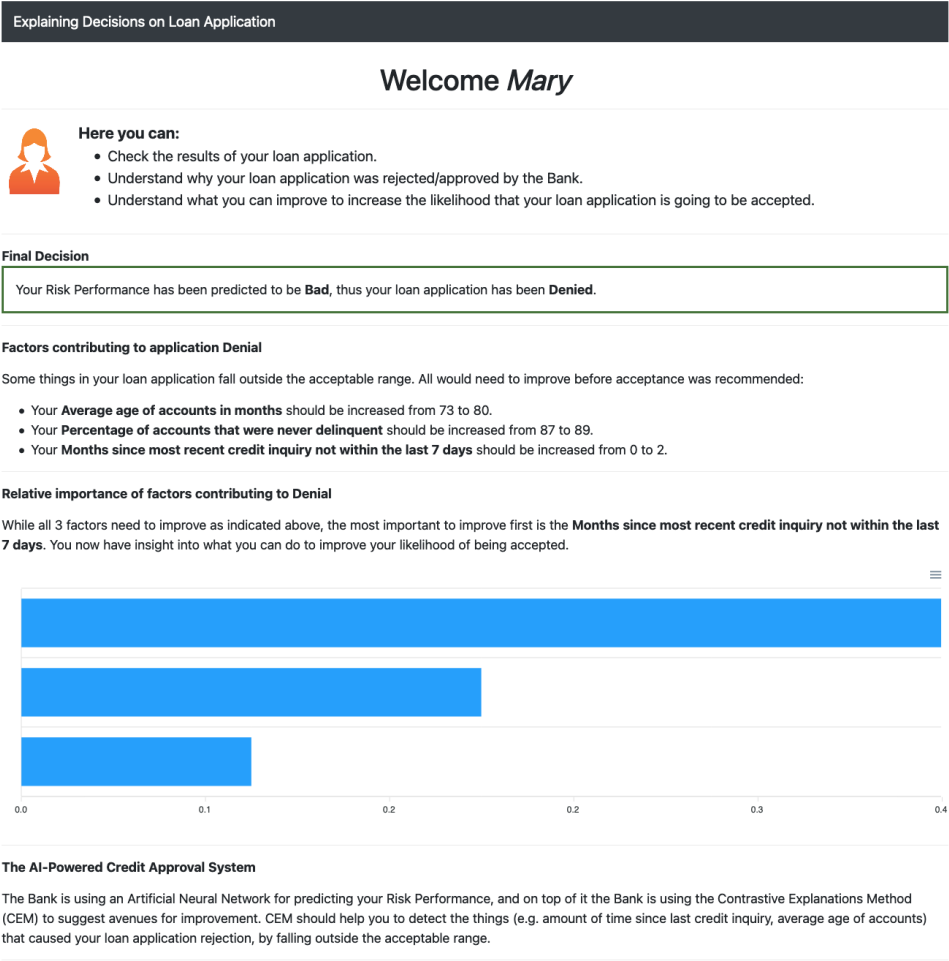 Explaining Decisions on Loan Application
Welcome Mary
Here you can:
• Check the results of your loan application.
• Understand why your loan application was rejected/approved by the Bank.
• Understand what you can improve to increase the likelihood that your loan application is going to be accepted.
Final Decision
Your Risk Performance has been predicted to be Bad, thus your loan application has been Denied.
Factors contributing to application Denial
Some things in your loan application fall outside the acceptable range. All would need to improve before acceptance was recommended:
• Your Average age of accounts in months should be increased from 73 to 80.
• Your Percentage of accounts that were never delinquent should be increased from 87 to 89.
• Your Months since most recent credit inquiry not within the last 7 days should be increased from 0 to 2.
Relative importance of factors contributing to Denial
While all 3 factors need to improve as indicated above, the most important to improve first is the Months since most recent credit inquiry not within the last
7 days. You now have insight into what you can do to improve your likelihood of being accepted.
0.0 0.1 0.2 0.2 0.3 0.4
The AI-Powered Credit Approval System
The Bank is using an Artificial Neural Network for predicting your Risk Performance, and on top of it the Bank is using the Contrastive Explanations Method
(CEM) to suggest avenues for improvement. CEM should help you to detect the things (e.g. amount of time since last credit inquiry, average age of accounts)
that caused your loan application rejection, by falling outside the acceptable range.